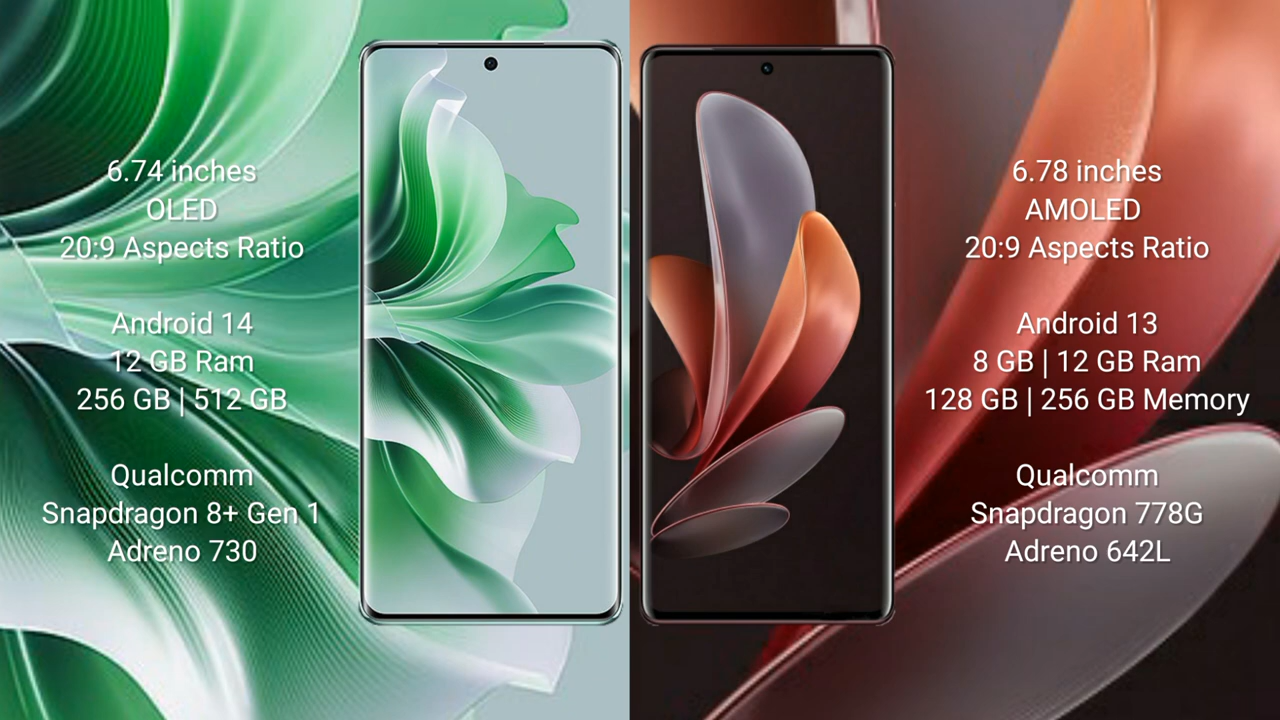 6.74 inches
OLED
20:9 Aspects Ratio
Android 14
12 GB Ram
256 GB | 512 GB
Qualcomm
Snapdragon 8+ Gen 1
Adreno 730
6.78 inches
AMOLED
20:9 Aspects Ratio
Android 13
8 GB | 12 GB Ram
128 GB | 256 GB Memory
Qualcomm
Snapdragon 778G
Adreno 642L